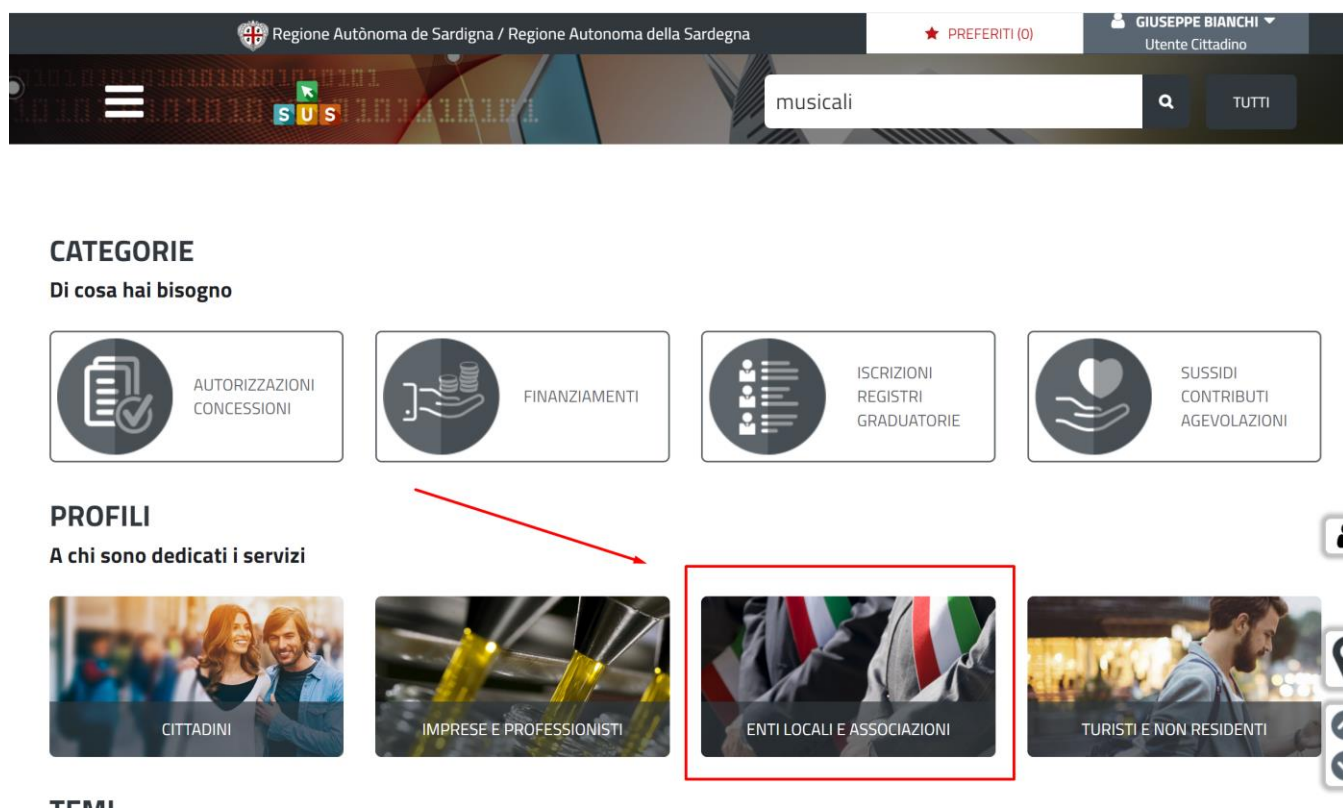 Regione Autònoma de Sardigna / Regione Autonoma della Sardegna
PREFERITI (0)
GIUSEPPE BIANCHI
Utente Cittadino
SUS
musicali
TUTTI
CATEGORIE
Di cosa hai bisogno
AUTORIZZAZIONI
CONCESSIONI
FINANZIAMENTI
ISCRIZIONI
REGISTRI
GRADUATORIE
SUSSIDI
CONTRIBUTI
AGEVOLAZIONI
PROFILI
A chi sono dedicati i servizi
CITTADINI
IMPRESE E PROFESSIONISTI
ENTI LOCALI E ASSOCIAZIONI
TURISTI E NON RESIDENTI
TEMI